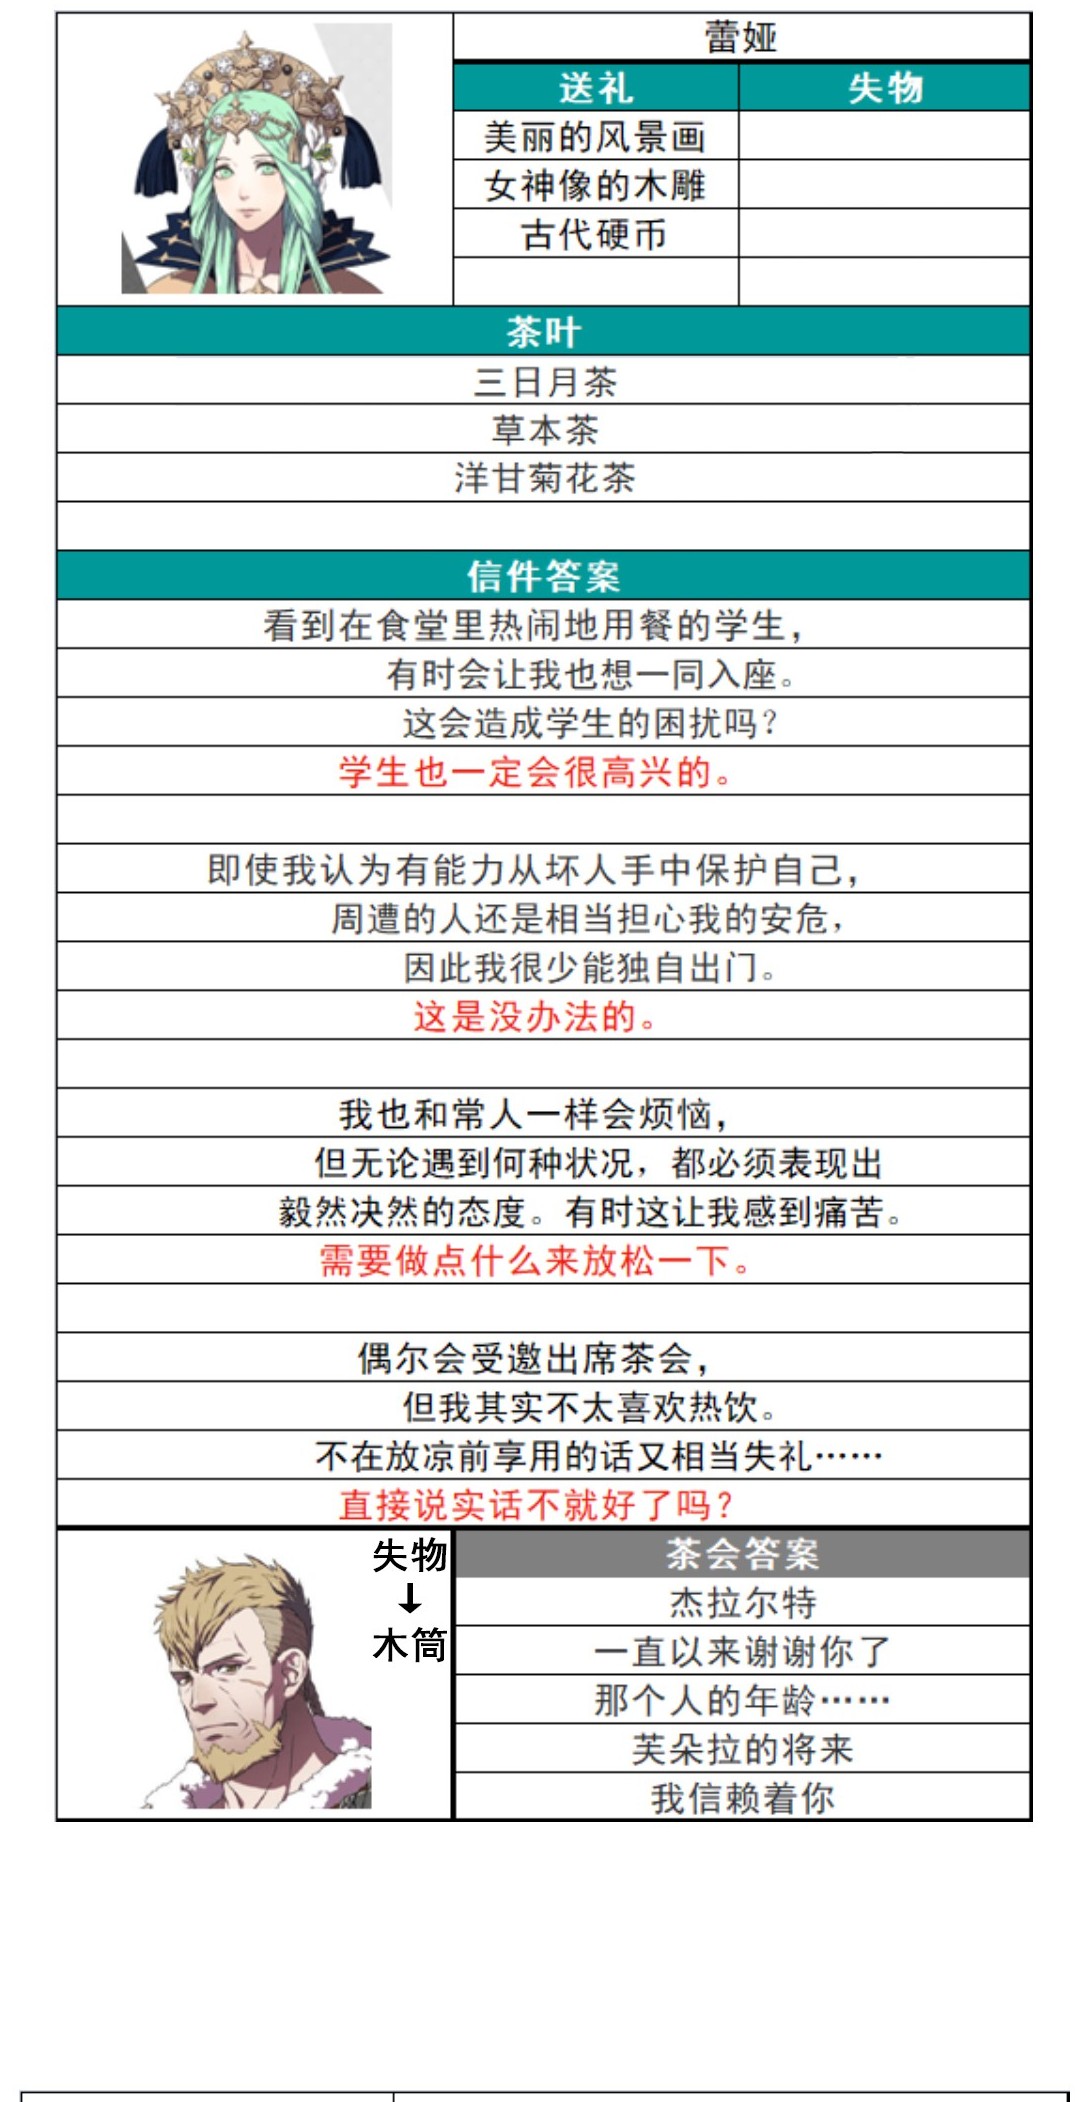 蕾娅
送礼 失物
美丽的风景画
女神像的木雕
古代硬币
茶叶
三日月茶
草本茶
洋甘菊花茶
信件答案
看到在食堂里热闹地用餐的学生，
有时会让我也想一同入座。
这会造成学生的困扰吗？
学生也一定会很高兴的。
即使我认为有能力从坏人手中保护自己，
周遭的人还是相当担心我的安危，
因此我很少能独自出门。
这是没办法的。
我也和常人一样会烦恼，
但无论遇到何种状况，都必须表现出
毅然决然的态度。有时这让我感到痛苦。
需要做点什么来放松一下。
偶尔会受邀出席茶会，
但我其实不太喜欢热饮。
不在放凉前享用的话又相当失礼……
直接说实话不就好了吗？
失物
↓
木筒
茶会答案
杰拉尔特
一直以来谢谢你了
那个人的年龄……
芙朵拉的将来
我信赖着你